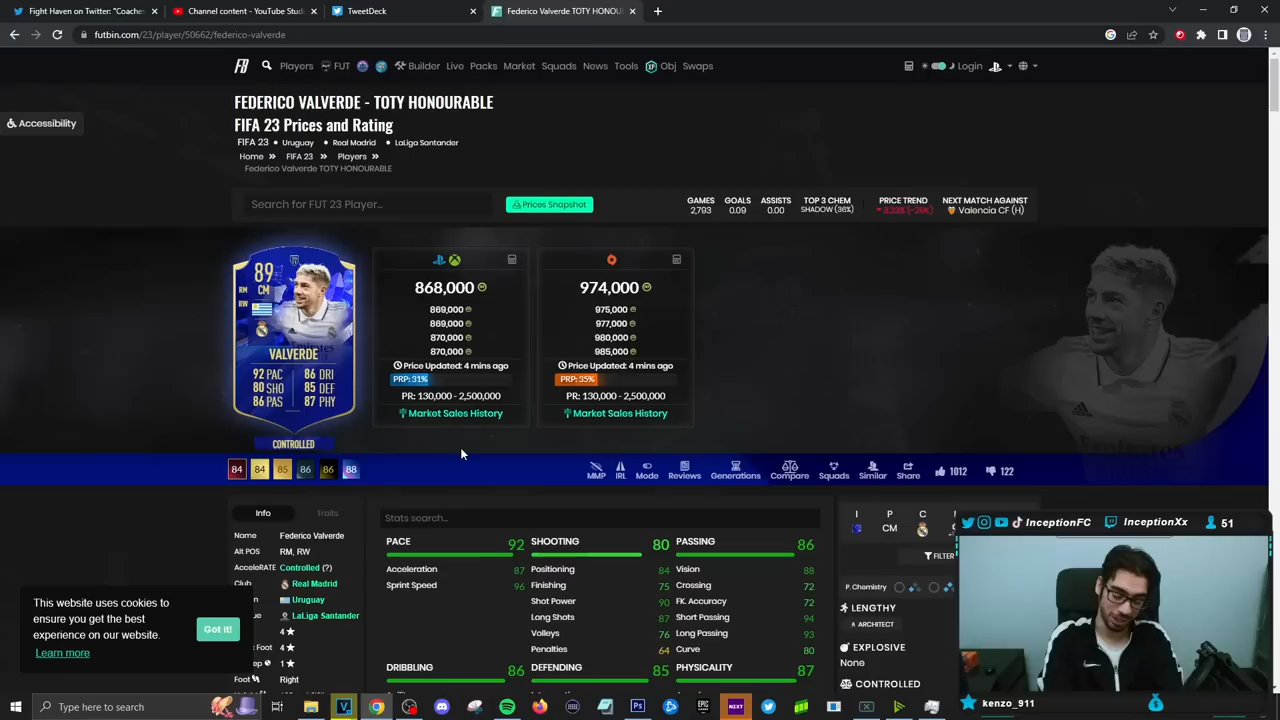 Fight Haven on Twitter: "Coaches
Channel content - YouTube Stud
TweetDeck
Federico Valverde TOTY HONOU
futbin.com/23/player/50662/federico-valverde
Players FUT Builder Live Packs Market Squads News Tools Obj Swaps Login
Accessibility
FEDERICO VALVERDE - TOTY HONOURABLE
FIFA 23 Prices and Rating
FIFA 23 Uruguay Real Madrid LaLiga Santander
Home FIFA 23 Players
Federico Valverde TOTY HONOURABLE
Search for FUT 23 Player...
Prices Snapshot
GAMES GOALS ASSISTS TOP 3 CHEM PRICE TREND NEXT MATCH AGAINST
2,793 0.09 0.00 SHADOW (36%) Valencia CF (H)
89
CM
RM
RW
VALVERDE
92 PAC 86 DRI
80 SHO 85 DEF
86 PAS 87 PHY
CONTROLLED
868,000
869,000
869,000
870,000
870,000
Price Updated: 4 mins ago
PRP: 31%
PR: 130,000 - 2,500,000
Market Sales History
974,000
975,000
977,000
980,000
985,000
Price Updated: 4 mins ago
PRP: 35%
PR: 130,000 - 2,500,000
Market Sales History
84 84 85 86 86 88
MMP IRL Mode Reviews Generations Compare Squads Similar Share 1012 122
Info Traits
Name Federico Valverde
Alt POS RM, RW
AcceleRATE Controlled (?)
Club Real Madrid
Uruguay
LaLiga Santander
4
1
Right
Stats search...
PACE 92
Acceleration 87
Sprint Speed 96
SHOOTING 80
Positioning 84
Finishing 75
Shot Power 90
Long Shots 87
Volleys 76
Penalties 64
PASSING 86
Vision 88
Crossing 72
FK. Accuracy 72
Short Passing 94
Long Passing 93
Curve 80
DRIBBLING 86
DEFENDING 85
PHYSICALITY 87
I P C
CM
FILTER
P. Chemistry
LENGTHY
ARCHITECT
EXPLOSIVE
None
CONTROLLED
This website uses cookies to
ensure you get the best
experience on our website.
Learn more
Got it!
InceptionFC InceptionXx 51
kenzo_911
Type here to search
NEXT